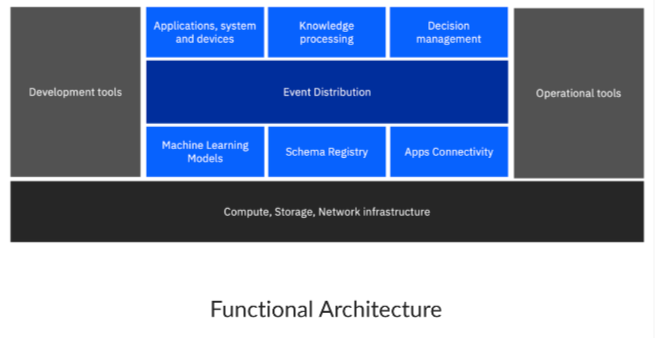 Development tools
Applications, system
and devices
Knowledge
processing
Decision
management
Event Distribution
Machine Learning
Models
Schema Registry
Apps Connectivity
Operational tools
Compute, Storage, Network infrastructure
Functional Architecture